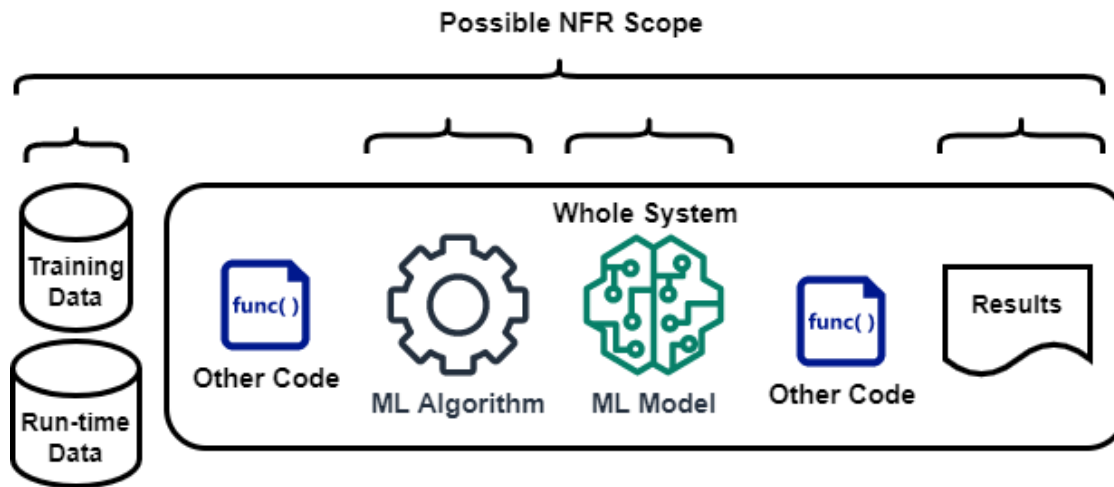 Possible NFR Scope
Whole System
Training
Data
Run-time
Data
func( )
Other Code
ML Algorithm
ML Model
func( )
Other Code
Results